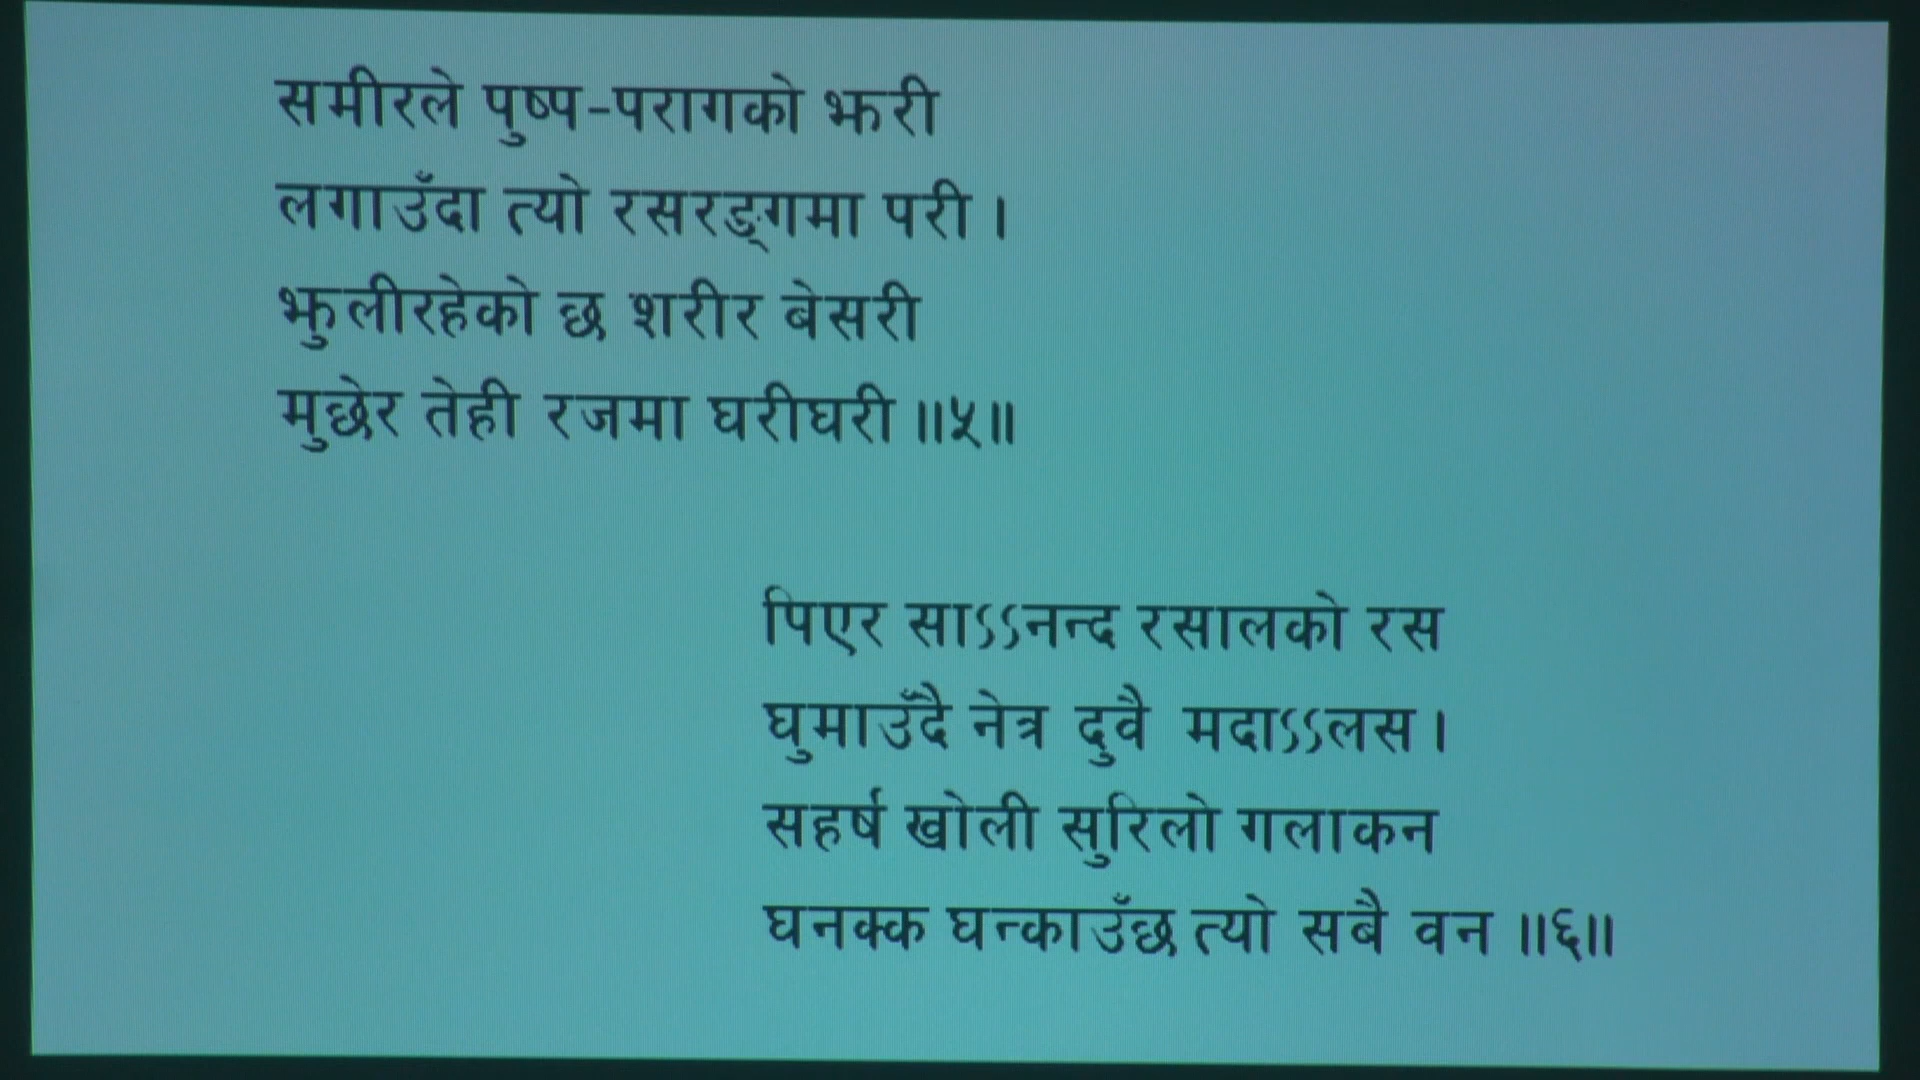 समीरले पुष्प-परागको झरी
लगाउँदा त्यो रसरङ्गमा परी ।
झुलीरहेको छ शरीर बेसरी
मुछेर तेही रजमा घरीघरी ॥५॥
पिएर साऽऽनन्द रसालको रस
घुमाउँदै नेत्र दुवै मदाऽऽलस ।
सहर्ष खोली सुरिलो गलाकन
घनक्क घन्काउँछ त्यो सबै वन ॥६॥